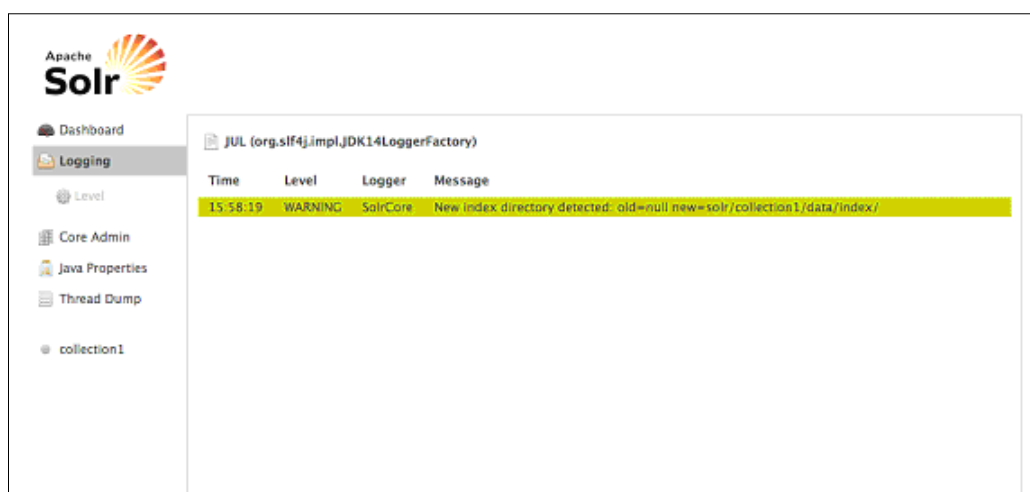 Apache
Solr
Dashboard
Logging
Level
Core Admin
Java Properties
Thread Dump
collection1
JUL (org.slf4j.impl.JDK14LoggerFactory)
Time Level Logger Message
15:58:19 WARNING SolrCore New index directory detected: old=null new=solr/collection1/data/index/